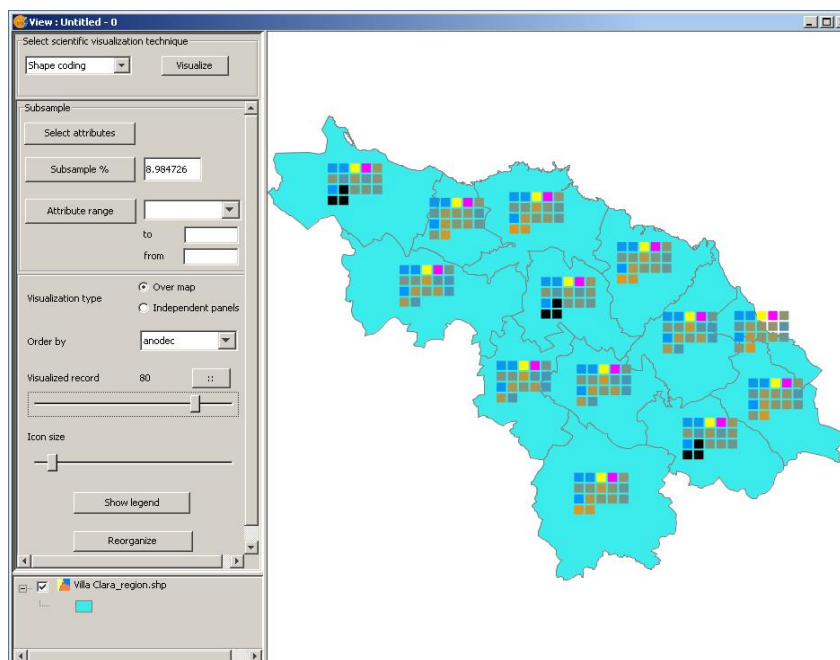 View : Untitled - 0
Select scientific visualization technique
Shape coding
Visualize
Subsample
Select attributes
Subsample %
8.984726
Attribute range
to
from
Visualization type
Over map
Independent panels
Order by
anodec
Visualized record
80
::
Icon size
Show legend
Reorganize
Villa Clara_region.shp